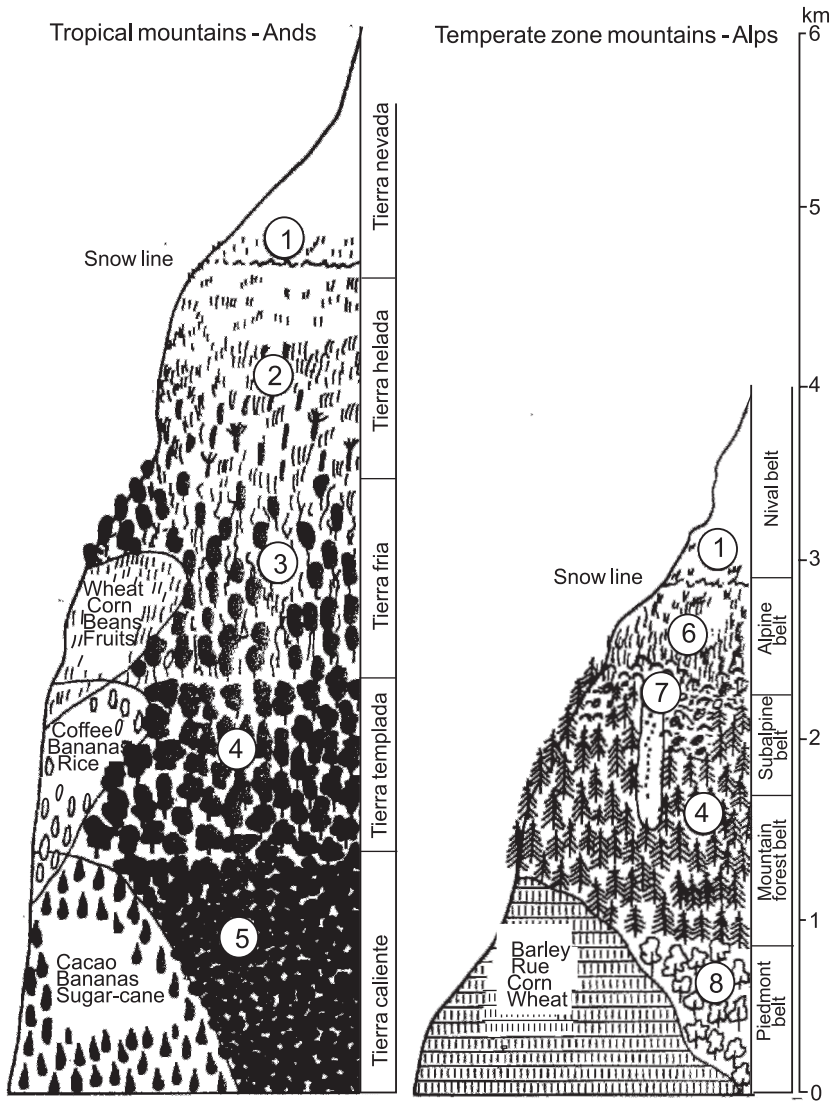 Tropical mountains - Ands
Temperate zone mountains - Alps
km
6
5
4
3
2
1
0
Tierra nevada
Tierra helada
Tierra fria
Tierra templada
Tierra caliente
Snow line
1
2
3
4
5
Wheat
Corn
Beans
Fruits
Coffee
Bananas
Rice
Cacao
Bananas
Sugar-cane
Nival belt
Alpine
belt
Subalpine
belt
Mountain
forest belt
Piedmont
belt
Snow line
1
6
7
4
8
Barley
Rue
Corn
Wheat